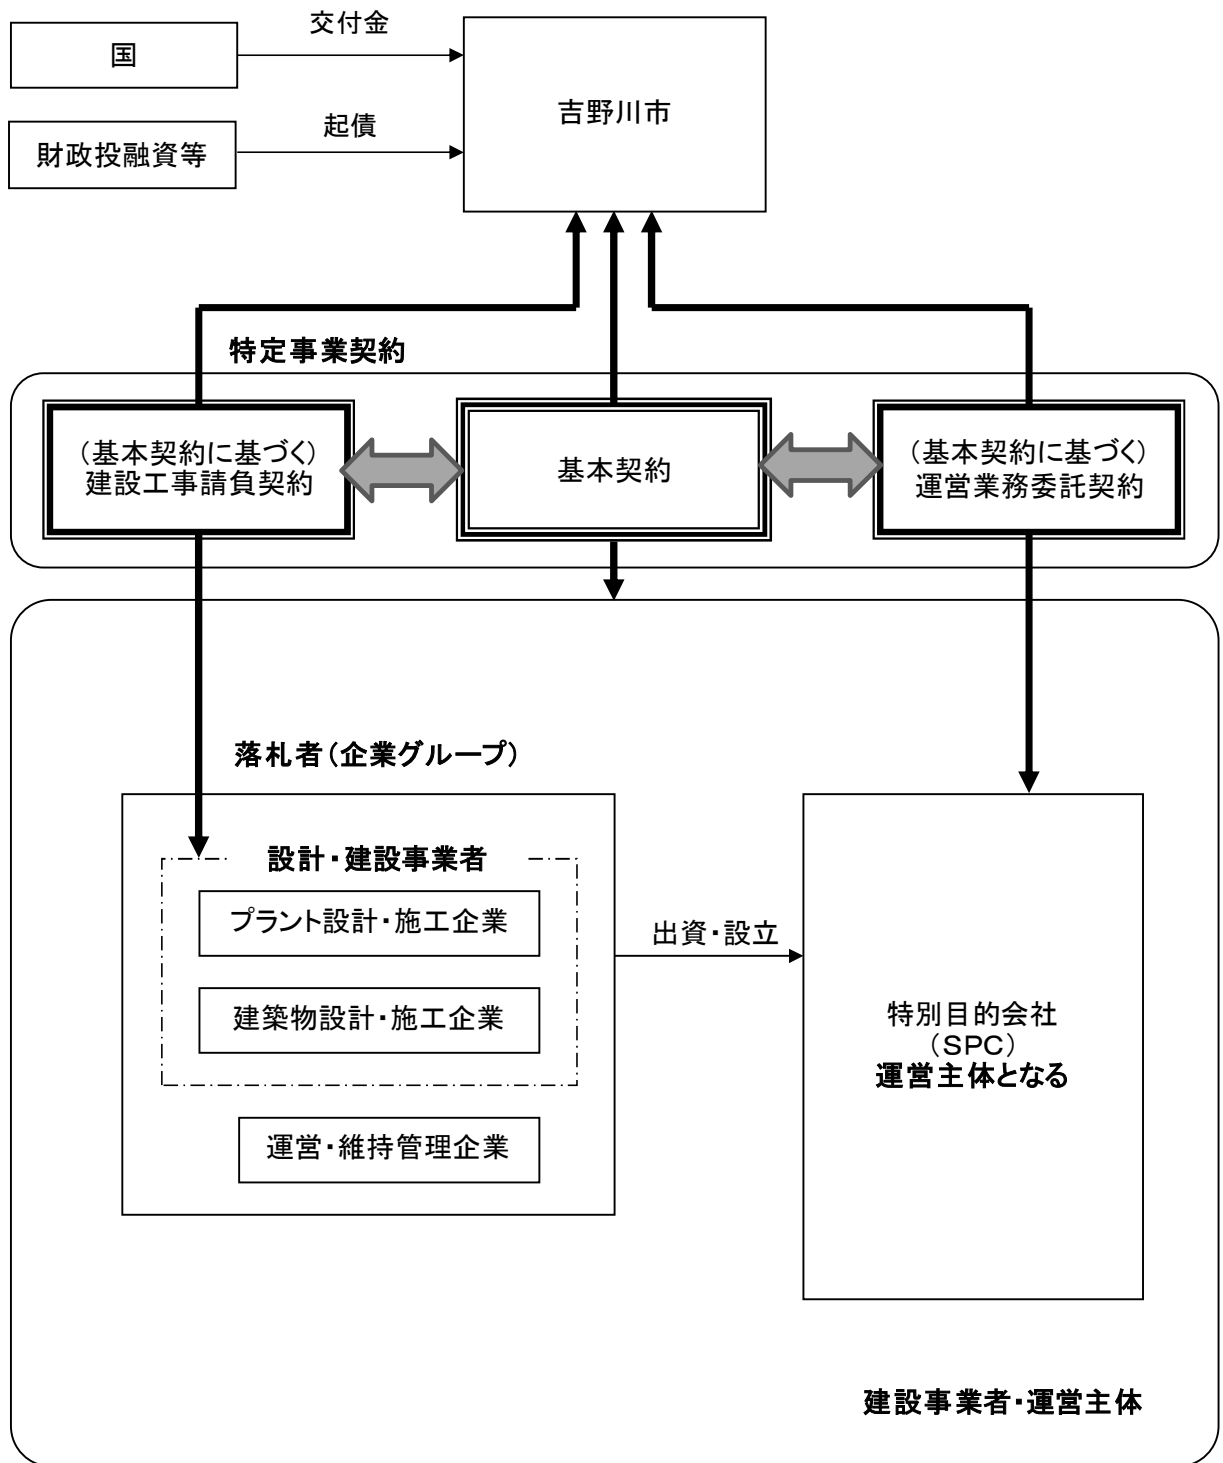 交付金
国
吉野川市
起債
財政投融資等
特定事業契約
（基本契約に基づく）
建設工事請負契約
基本契約
（基本契約に基づく）
運営業務委託契約
落札者（企業グループ）
設計・建設事業者
プラント設計・施工企業
出資・設立
建築物設計・施工企業
特別目的会社
（SPC）
運営主体となる
運営・維持管理企業
建設事業者・運営主体